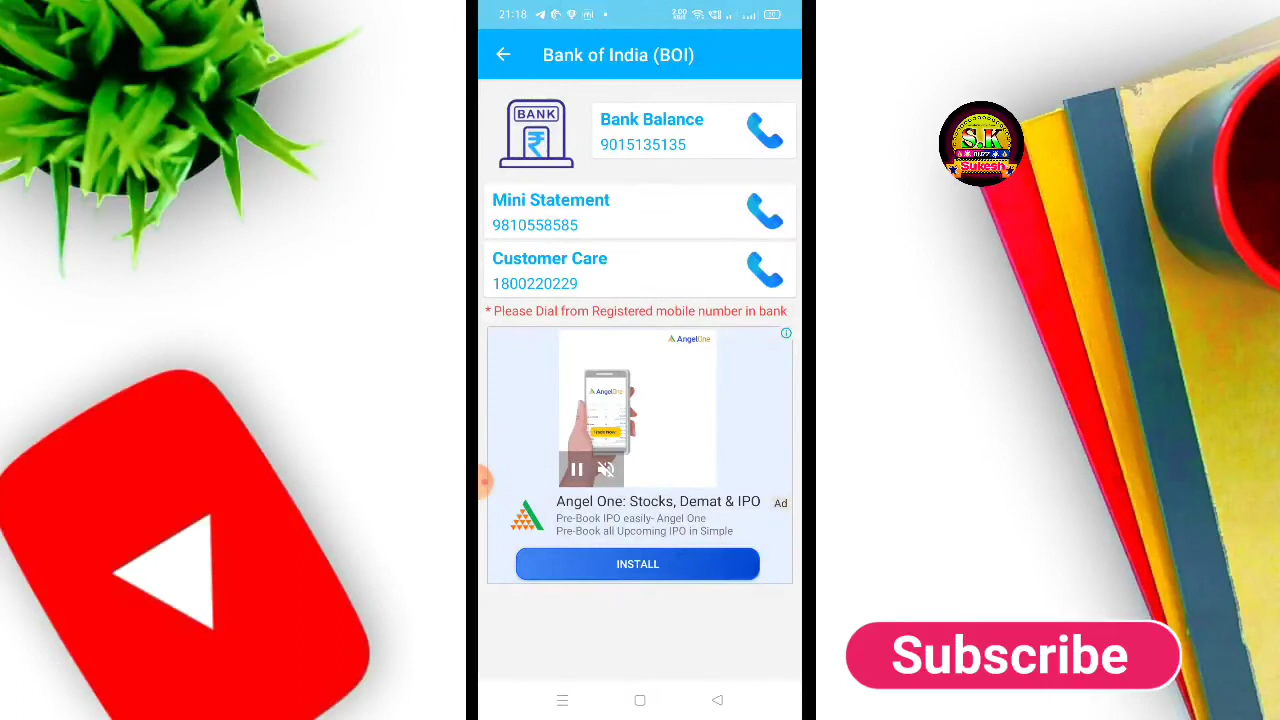 21:18
Bank of India (BOI)
BANK
Bank Balance
9015135135
Mini Statement
9810558585
Customer Care
1800220229
* Please Dial from Registered mobile number in bank
AngelOne
AngelOne
Angel One: Stocks, Demat & IPO
Ad
Pre-Book IPO easily- Angel One
Pre-Book all Upcoming IPO in Simple
INSTALL
S.K
Sukesh
Subscribe